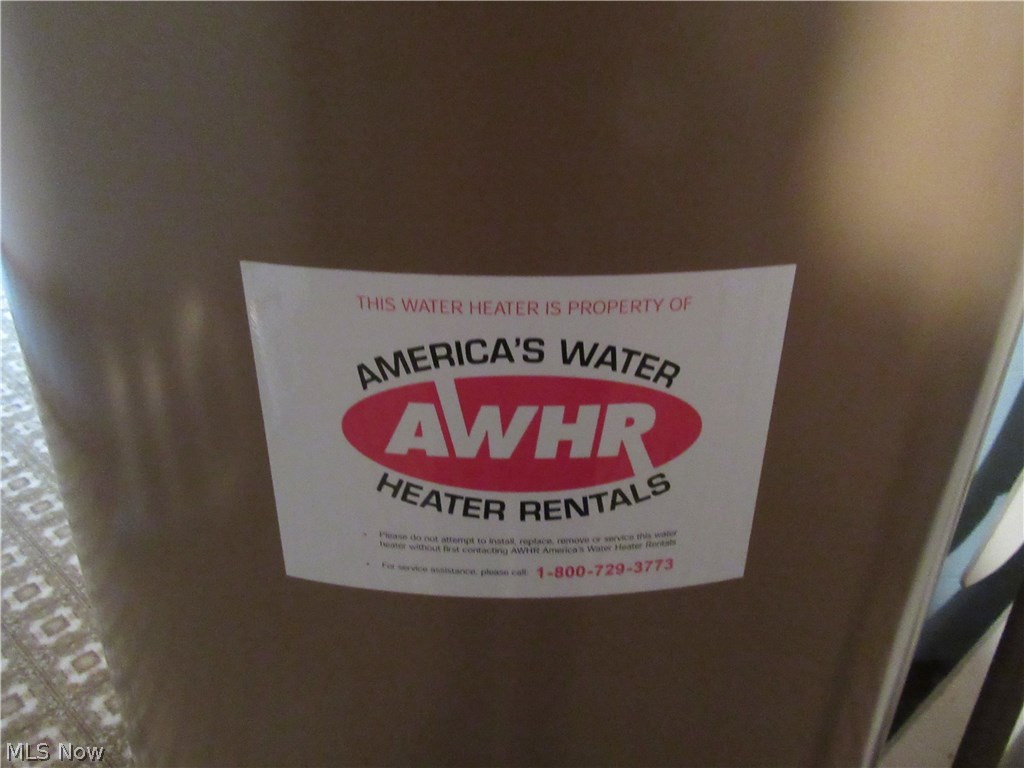 THIS WATER HEATER IS PROPERTY OF
AMERICA'S WATER
AWHR
HEATER RENTALS
• Please do not attempt to install, replace, remove or service this water
heater without first contacting AWHR America's Water Heater Rentals
• For service assistance, please call: 1-800-729-3773
MLS Now